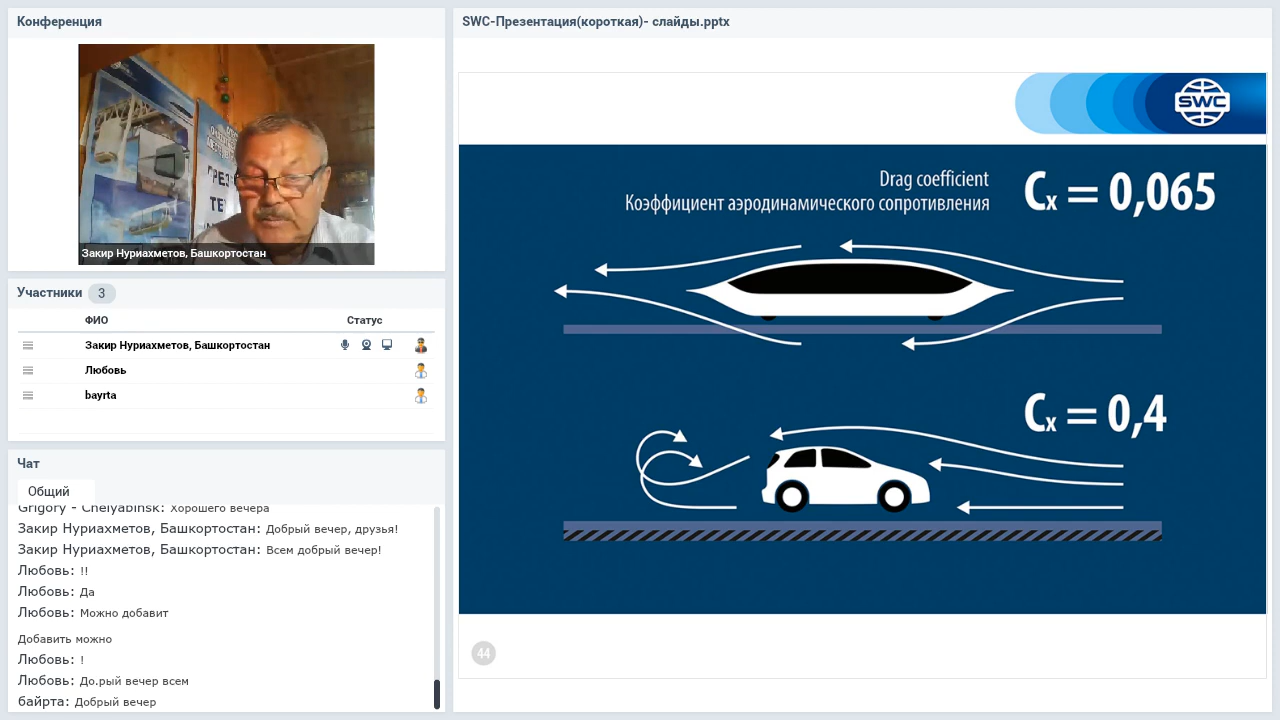 Конференция
Закир Нуриахметов, Башкортостан
Участники 3
ФИО Статус
Закир Нуриахметов, Башкортостан
Любовь
bayrta
Чат
Общий
Grigory - Chelyabinsk: Хорошего вечера
Закир Нуриахметов, Башкортостан: Добрый вечер, друзья!
Закир Нуриахметов, Башкортостан: Всем добрый вечер!
Любовь: !!
Любовь: Да
Любовь: Можно добавит
Добавить можно
Любовь: !
Любовь: До.рый вечер всем
байрта: Добрый вечер
SWC-Презентация(короткая)- слайды.pptx
SWC
Drag coefficient
Коэффициент аэродинамического сопротивления
Cx = 0,065
Cx = 0,4
44